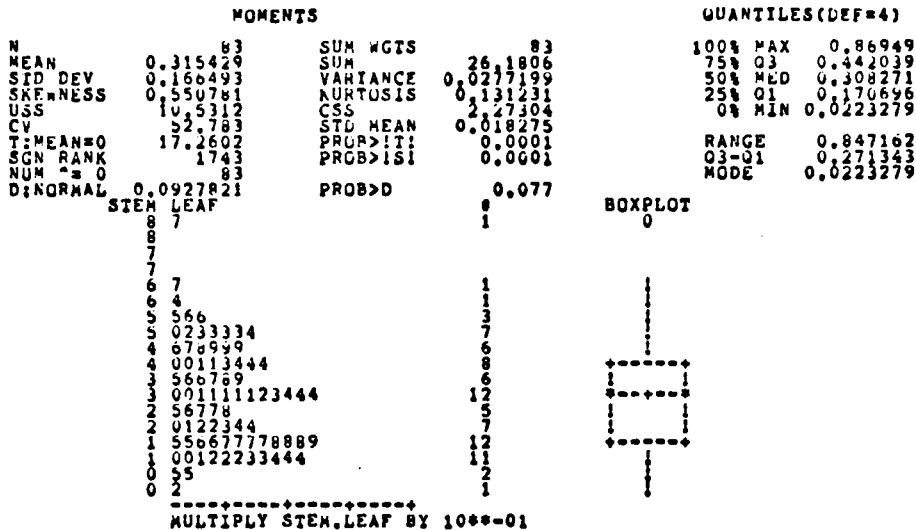 MOMENTS QUANTILES(DEF=4)
N 83 SUM WGTS 83 100% MAX 0.86949
MEAN 0.315429 SUM 26.1806 75% Q3 0.442039
STD DEV 0.166493 VARIANCE 0.0277199 50% MED 0.308271
SKEWNESS 0.550781 KURTOSIS 0.131231 25% Q1 0.170696
USS 10.5312 CSS 2.27304 0% MIN 0.0223279
CV 52.783 STD MEAN 0.018275
T:MEAN=0 17.2602 PROB>|T| 0.0001 RANGE 0.847162
SGN RANK 1743 PROB>|S| 0.0001 Q3-Q1 0.271343
NUM ^= 0 83 MODE 0.0223279
D:NORMAL 0.0927821 PROB>D 0.077
STEM LEAF # BOXPLOT
8 7 1 0
8
7
7
6 7 1
6 4 1
5 566 3
5 0233334 7
4 678999 6
4 00113444 8
3 566789 6
3 001111123444 12
2 56778 5
2 0122344 7
1 556677778889 12
1 00122233444 11
0 55 2
0 2 1
MULTIPLY STEM.LEAF BY 10**-01